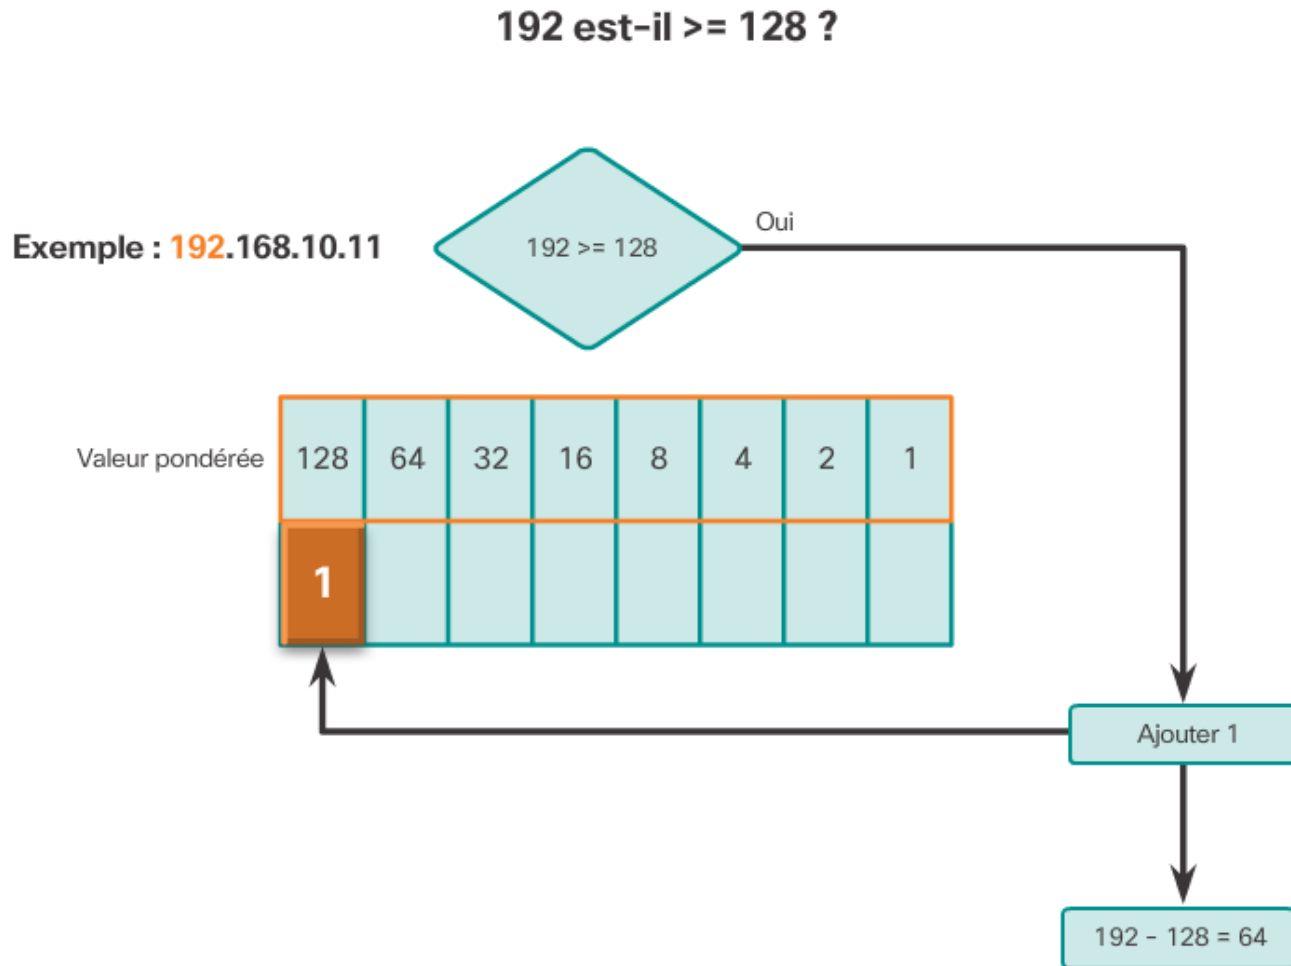 192 est-il >= 128 ?
Oui
Exemple : 192.168.10.11
192 >= 128
Valeur pondérée
128 64 32 16 8 4 2 1
1
Ajouter 1
192 - 128 = 64